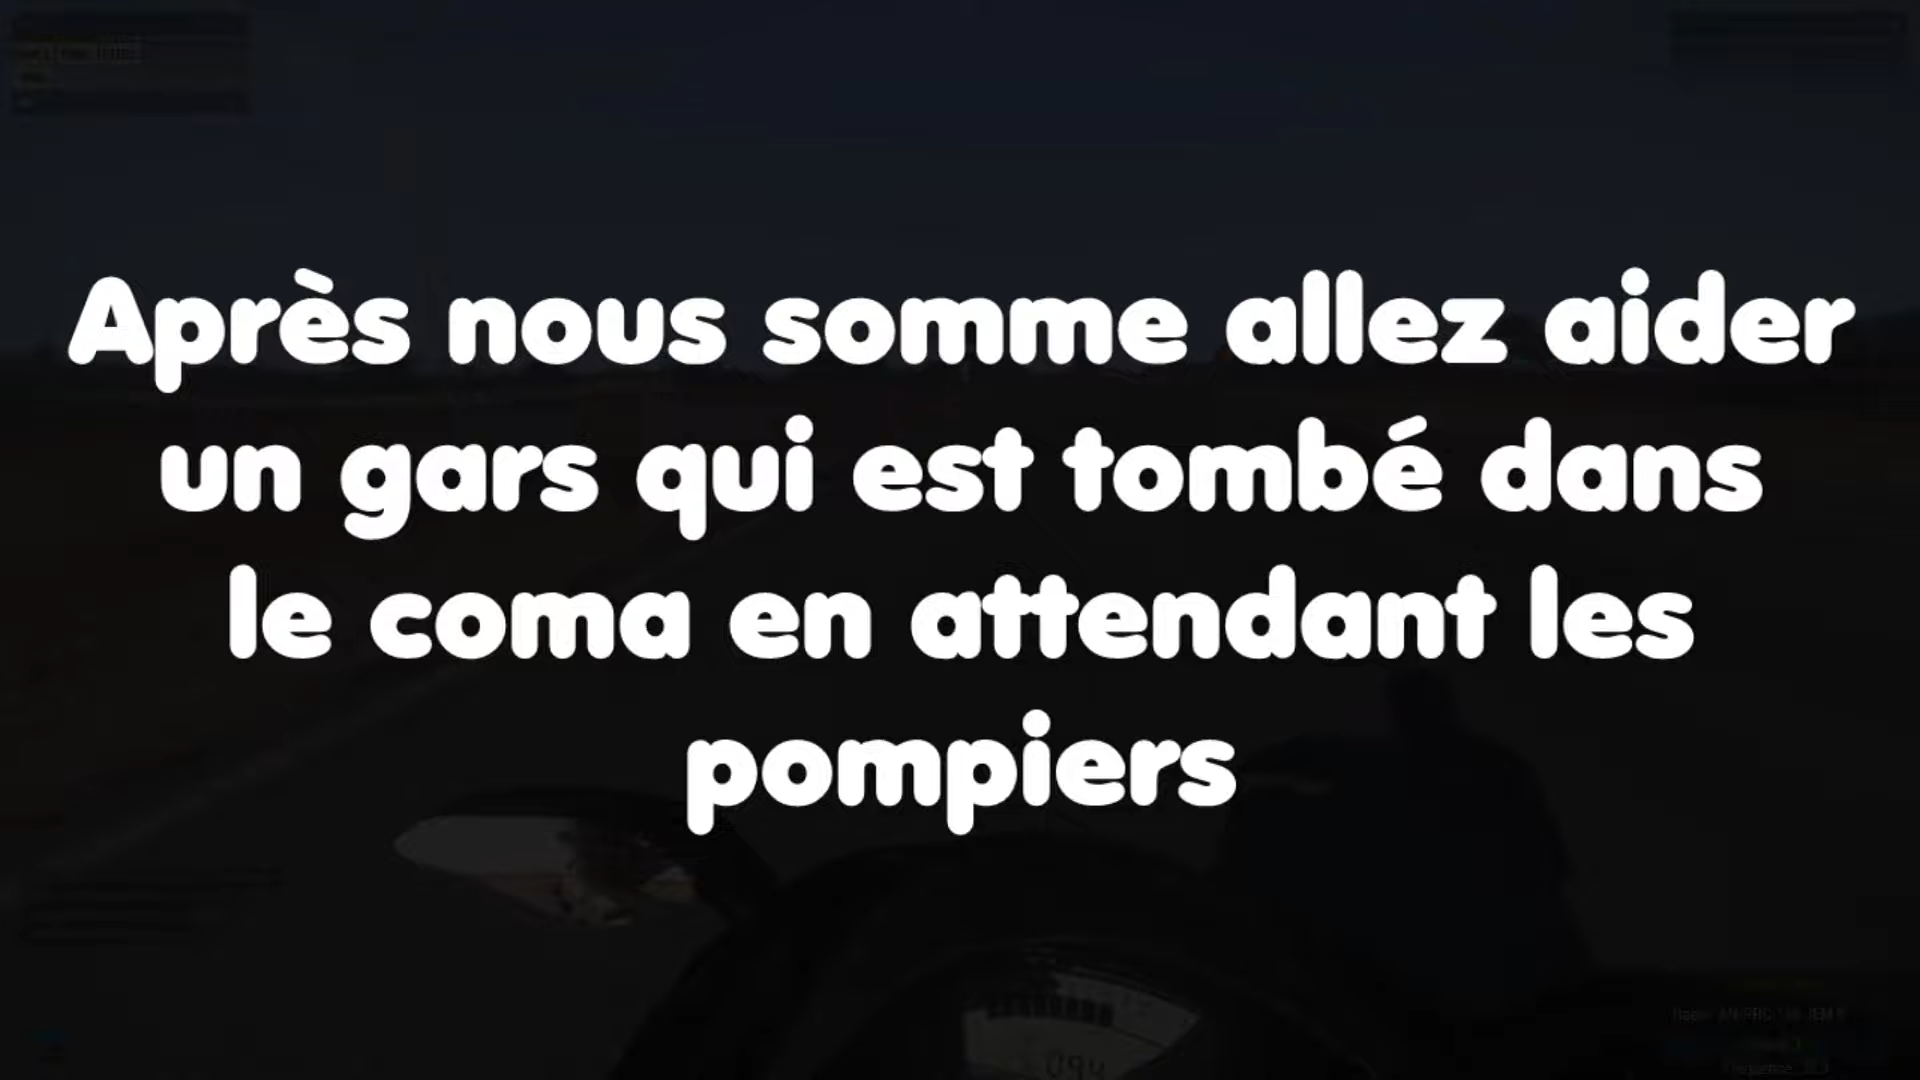 Après nous somme allez aider
un gars qui est tombé dans
le coma en attendant les
pompiers